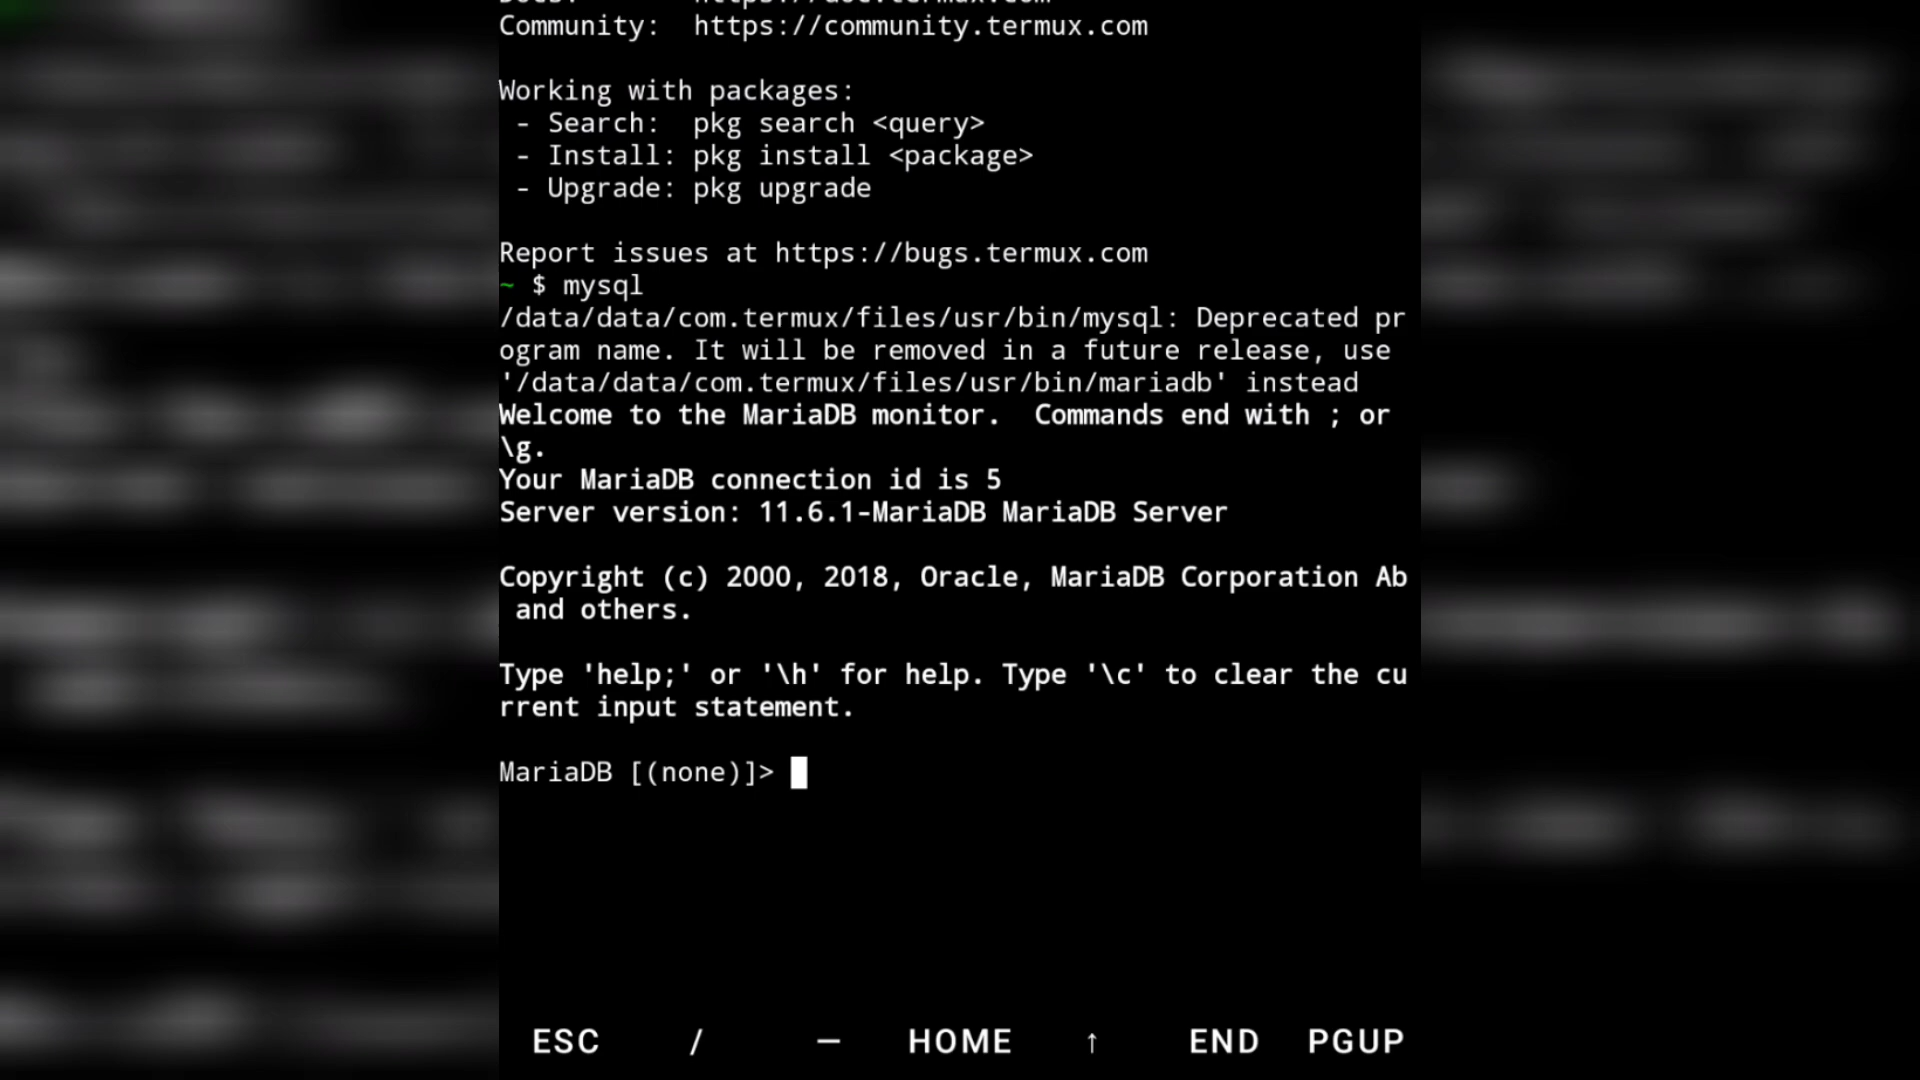 Community:  https://community.termux.com
Working with packages:
 - Search:  pkg search <query>
 - Install: pkg install <package>
 - Upgrade: pkg upgrade
Report issues at https://bugs.termux.com
~ $ mysql
/data/data/com.termux/files/usr/bin/mysql: Deprecated pr
ogram name. It will be removed in a future release, use
'/data/data/com.termux/files/usr/bin/mariadb' instead
Welcome to the MariaDB monitor.  Commands end with ; or
\g.
Your MariaDB connection id is 5
Server version: 11.6.1-MariaDB MariaDB Server
Copyright (c) 2000, 2018, Oracle, MariaDB Corporation Ab
 and others.
Type 'help;' or '\h' for help. Type '\c' to clear the cu
rrent input statement.
MariaDB [(none)]>
ESC / — HOME ↑ END PGUP